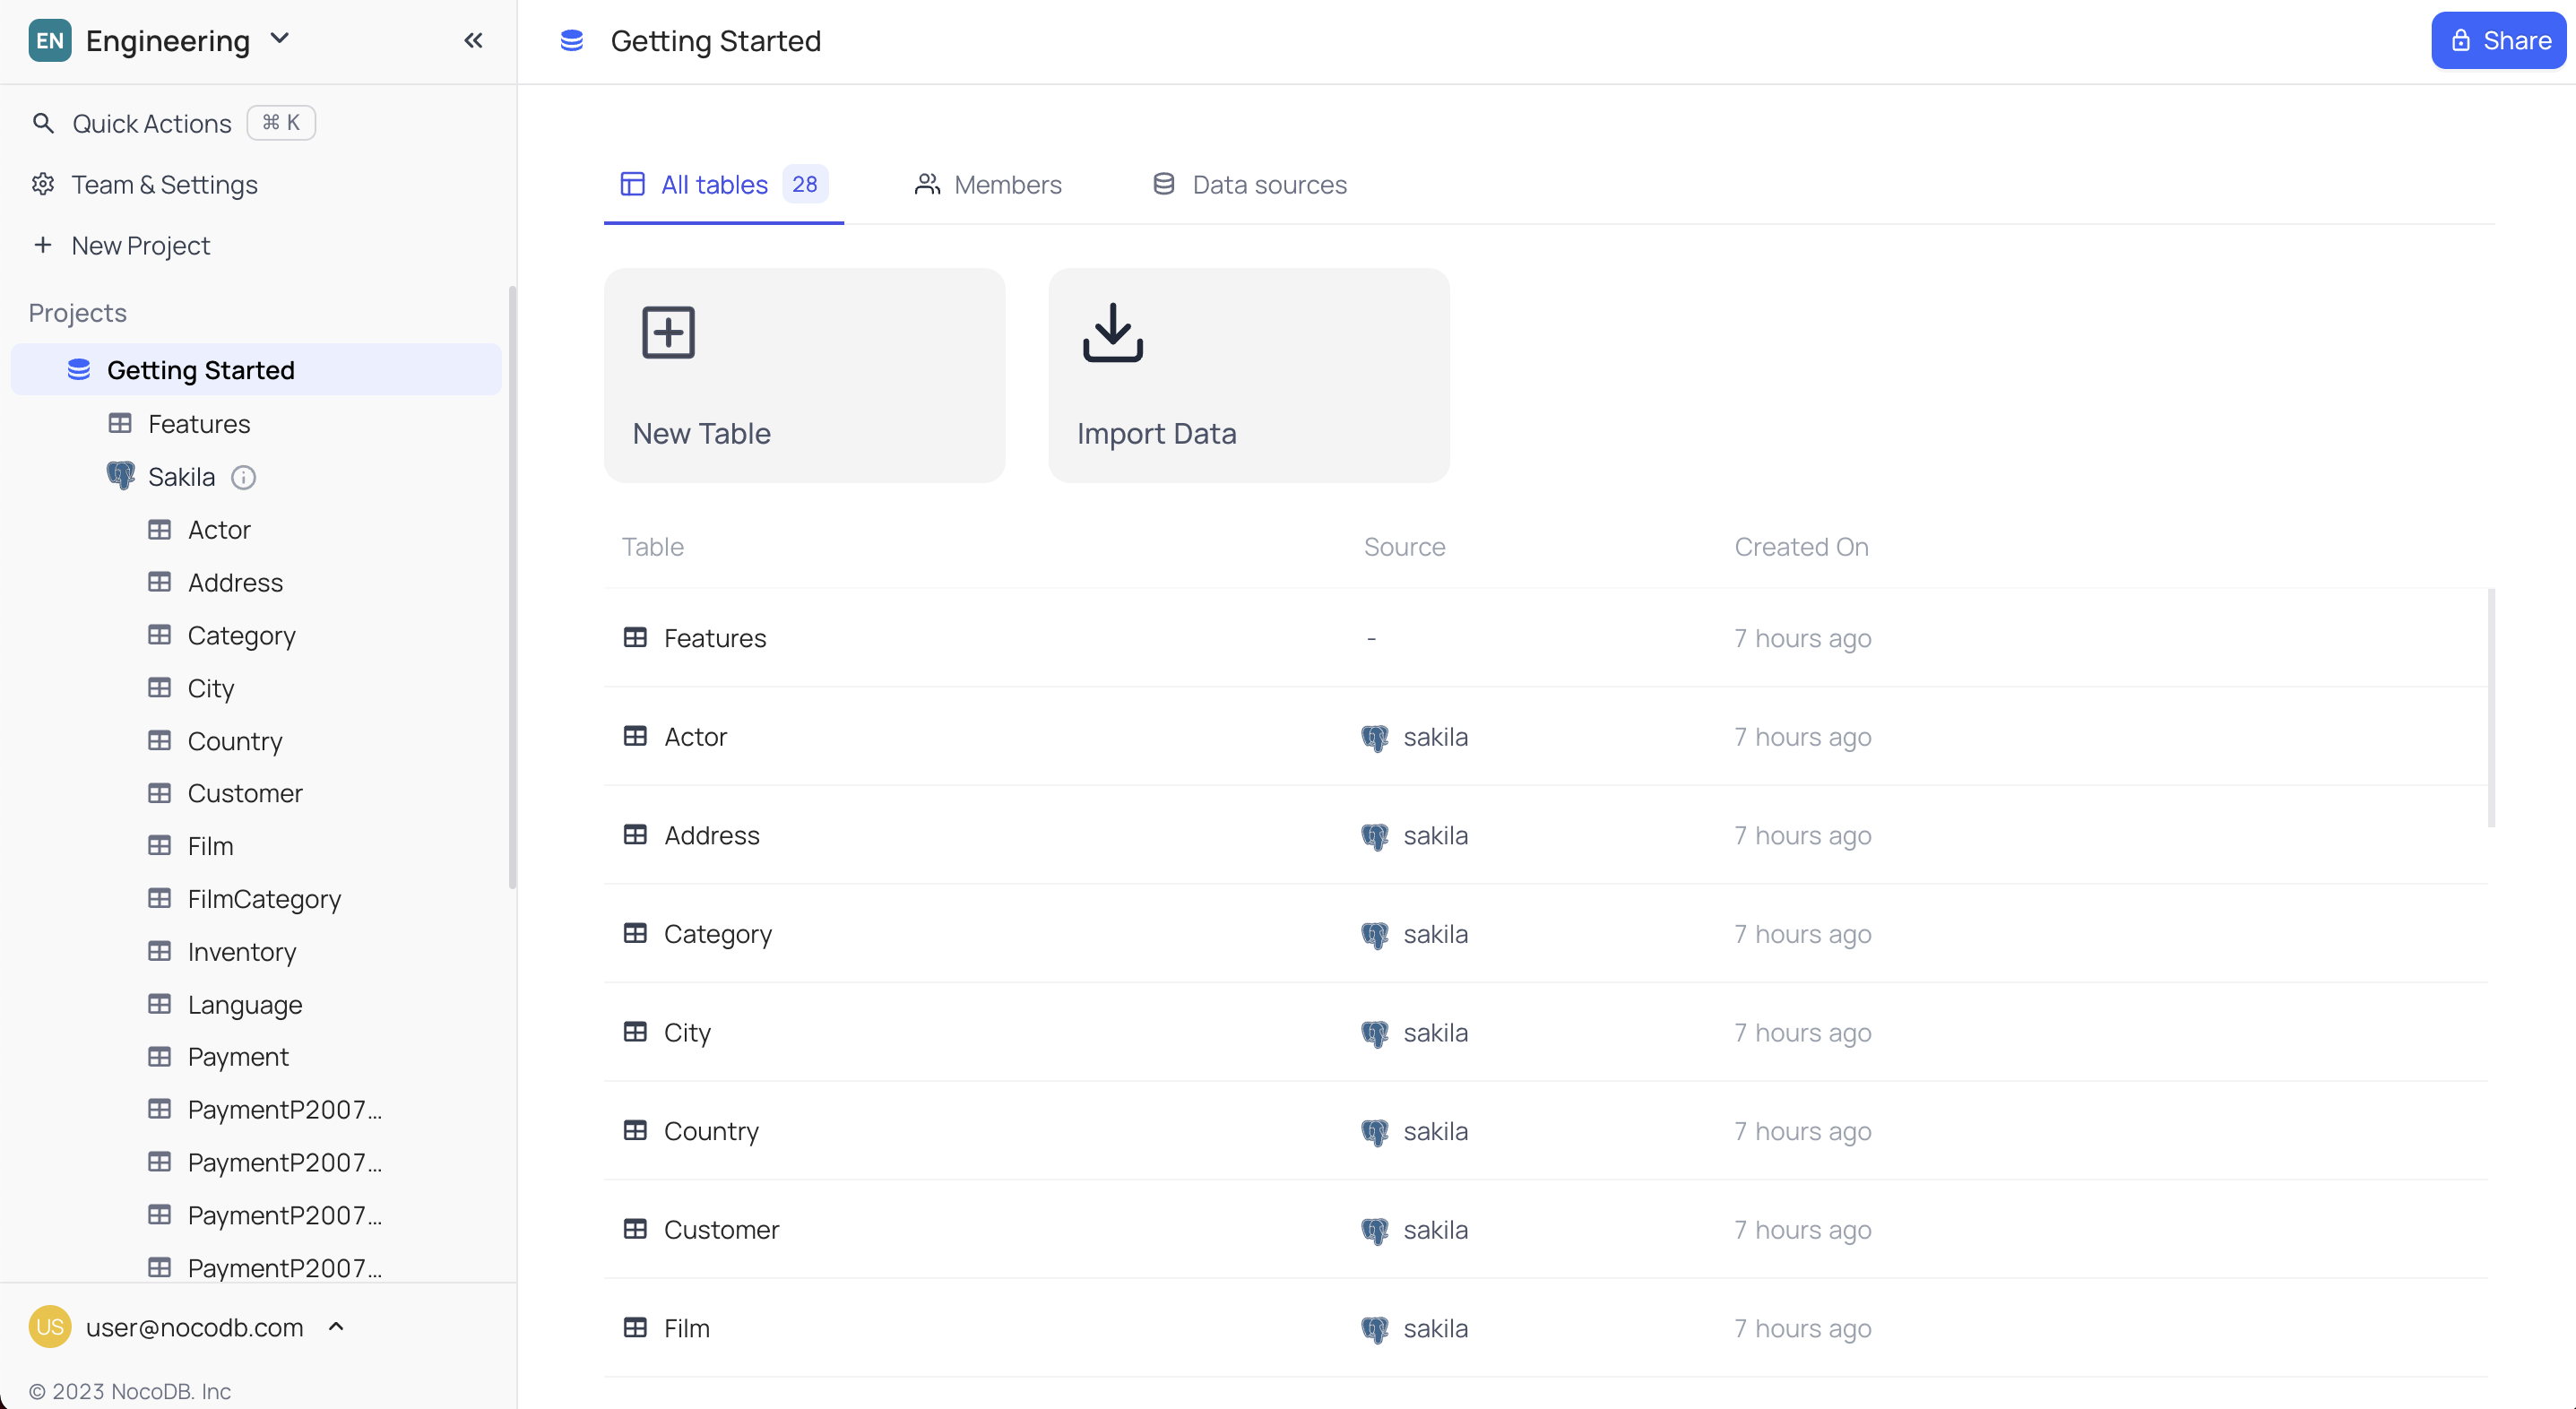 EN Engineering
Quick Actions ⌘ K
Team & Settings
New Project
Projects
Getting Started
Features
Sakila
Actor
Address
Category
City
Country
Customer
Film
FilmCategory
Inventory
Language
Payment
PaymentP2007...
PaymentP2007...
PaymentP2007...
PaymentP2007...
US user@nocodb.com
© 2023 NocoDB. Inc
Getting Started
Share
All tables 28 Members Data sources
New Table Import Data
Table Source Created On
Features - 7 hours ago
Actor sakila 7 hours ago
Address sakila 7 hours ago
Category sakila 7 hours ago
City sakila 7 hours ago
Country sakila 7 hours ago
Customer sakila 7 hours ago
Film sakila 7 hours ago